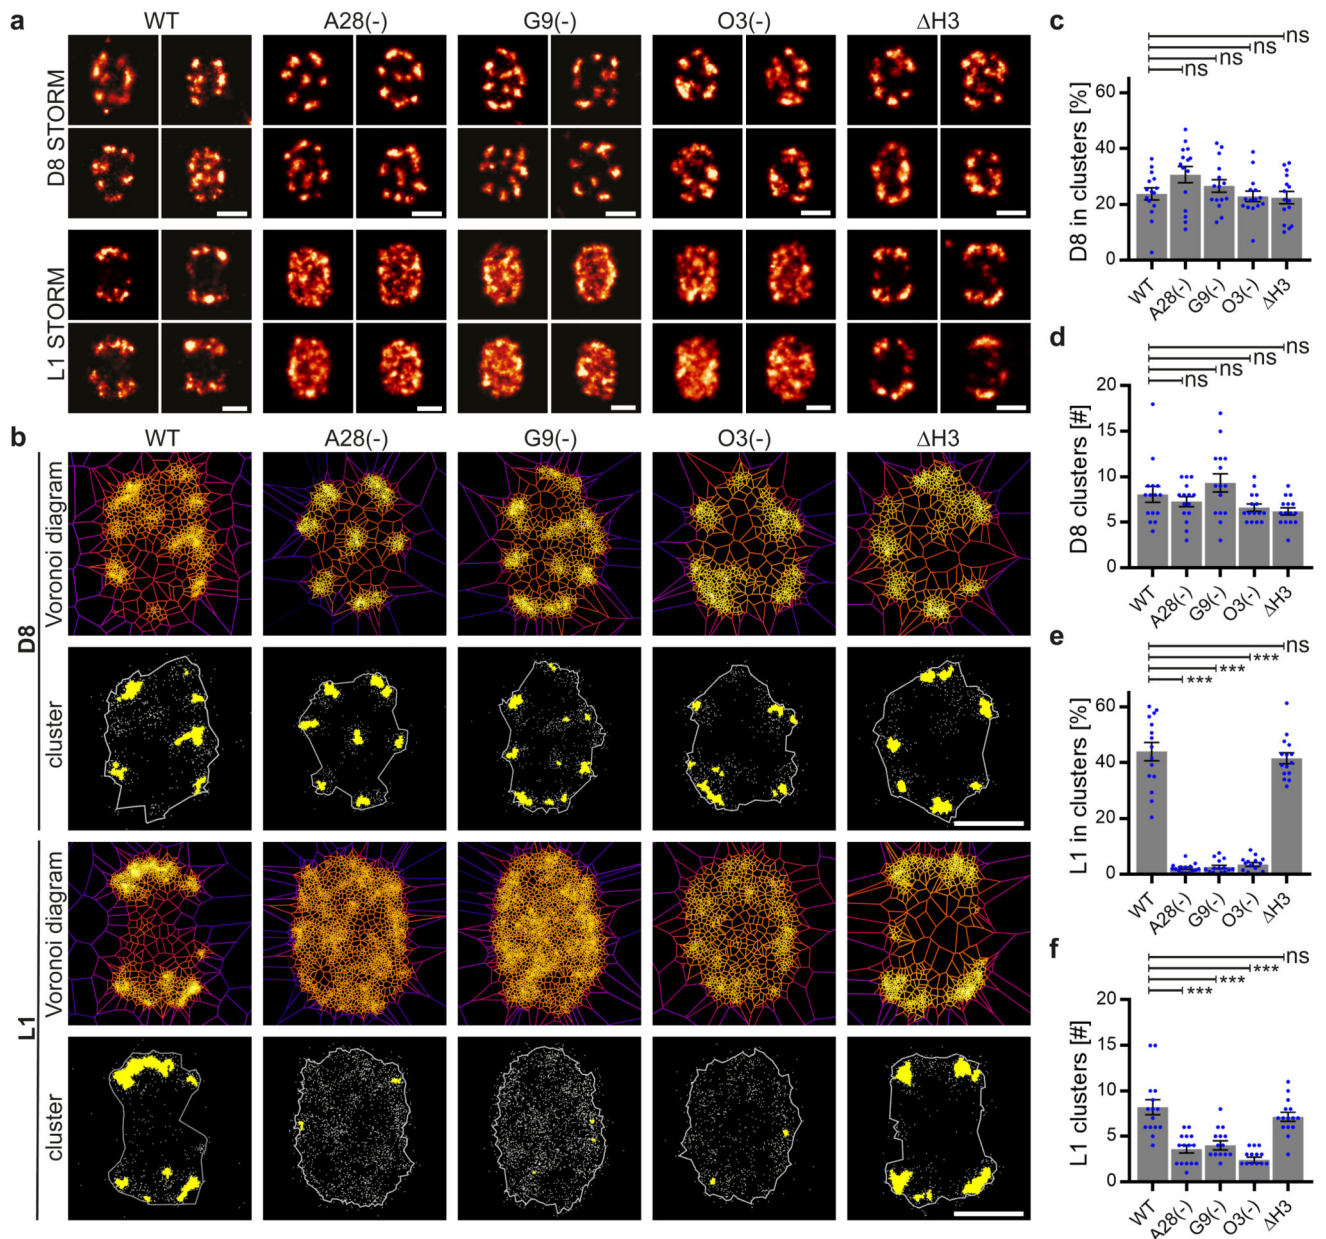 a
WT A28(-) G9(-) O3(-) ΔH3
D8 STORM
L1 STORM
b
WT A28(-) G9(-) O3(-) ΔH3
D8
Voronoi diagram
cluster
L1
Voronoi diagram
cluster
c
ns
ns
ns
ns
D8 in clusters [%]
60
40
20
0
WT A28(-) G9(-) O3(-) ΔH3
d
ns
ns
ns
ns
D8 clusters [#]
20
15
10
5
0
WT A28(-) G9(-) O3(-) ΔH3
e
ns
***
***
***
L1 in clusters [%]
60
40
20
0
WT A28(-) G9(-) O3(-) ΔH3
f
ns
***
***
***
L1 clusters [#]
20
15
10
5
0
WT A28(-) G9(-) O3(-) ΔH3